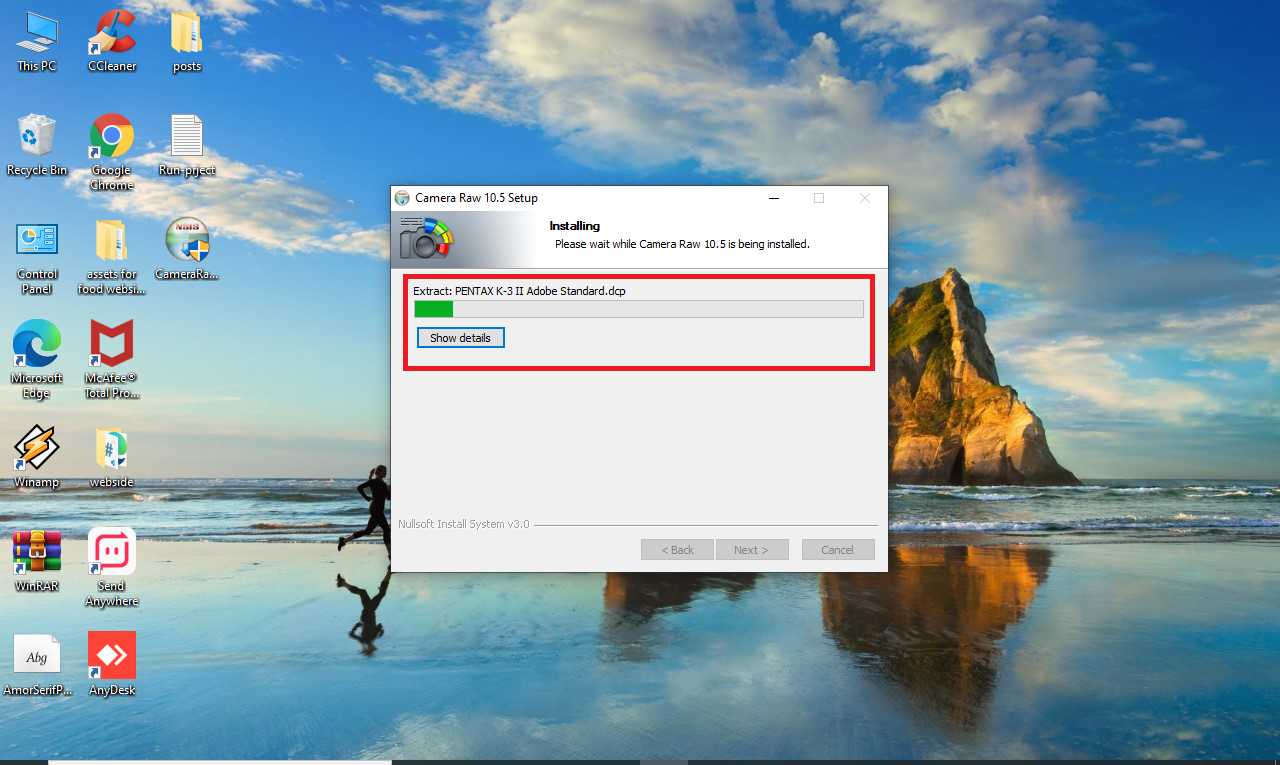 This PC
CCleaner
posts
Recycle Bin
Google
Chrome
Run-prject
Control
Panel
assets for
food websi...
NSIS
CameraRa...
Microsoft
Edge
McAfee®
Total Pro...
Winamp
#
webside
WinRAR
Send
Anywhere
Abg
AmorSerifP...
AnyDesk
Camera Raw 10.5 Setup
Installing
Please wait while Camera Raw 10.5 is being installed.
Extract: PENTAX K-3 II Adobe Standard.dcp
Show details
Nullsoft Install System v3.0
< Back
Next >
Cancel